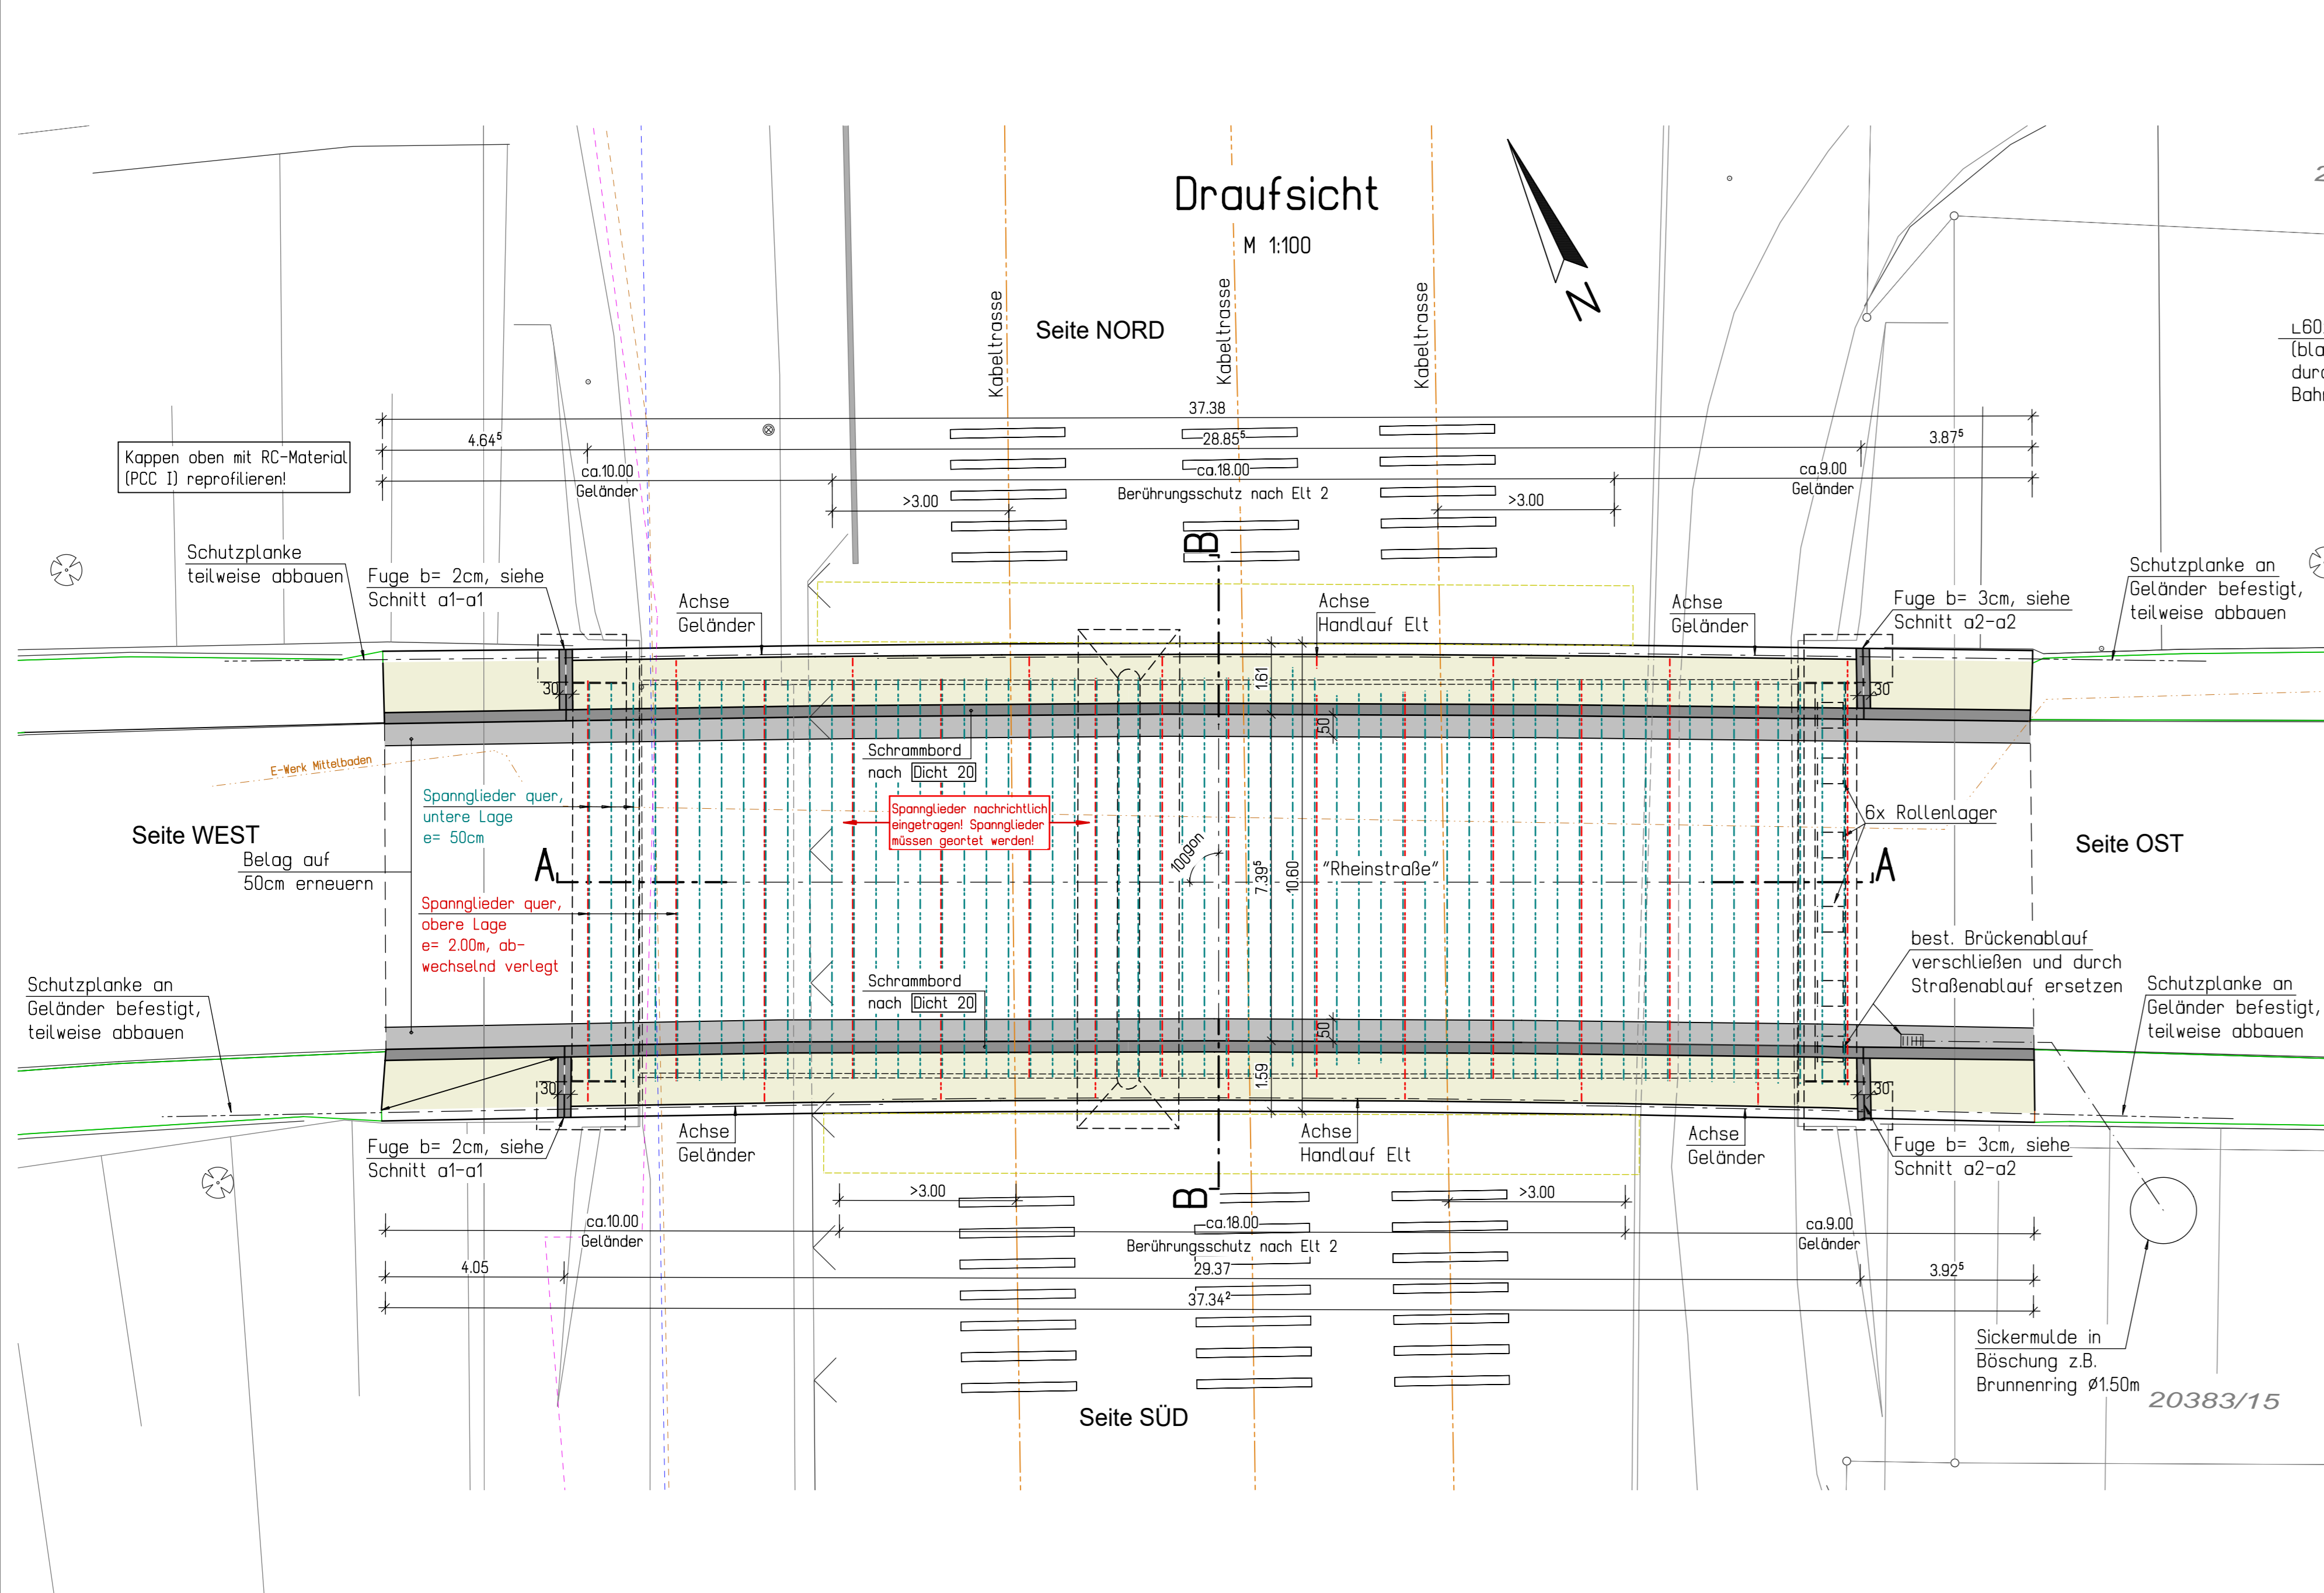 Draufsicht
M 1:100
N
Seite NORD
Kabeltrasse
Kabeltrasse
Kabeltrasse
20383/15
37.38
4.64⁵
28.85⁵
3.87⁵
ca.10.00
Geländer
ca.18.00
Berührungsschutz nach Elt 2
ca.9.00
Geländer
>3.00
>3.00
Kappen oben mit RC-Material
(PCC I) reprofilieren!
Schutzplanke
teilweise abbauen
Fuge b= 2cm, siehe
Schnitt a1-a1
Achse
Geländer
B
Achse
Handlauf Elt
Achse
Geländer
Fuge b= 3cm, siehe
Schnitt a2-a2
Schutzplanke an
Geländer befestigt,
teilweise abbauen
30
1.61
30
50
Schrammbord
nach Dicht 20
E-Werk Mittelbaden
Spannglieder quer,
untere Lage
e= 50cm
Spannglieder nachrichtlich
eingetragen! Spannglieder
müssen geortet werden!
6x Rollenlager
Seite WEST
Seite OST
Belag auf
50cm erneuern
A
100gon
7.39⁵
10.60
"Rheinstraße"
A
Spannglieder quer,
obere Lage
e= 2.00m, ab-
wechselnd verlegt
best. Brückenablauf
verschließen und durch
Straßenablauf ersetzen
Schutzplanke an
Geländer befestigt,
teilweise abbauen
Schrammbord
nach Dicht 20
Schutzplanke an
Geländer befestigt,
teilweise abbauen
50
30
1.59
30
Fuge b= 2cm, siehe
Schnitt a1-a1
Achse
Geländer
Achse
Handlauf Elt
Achse
Geländer
Fuge b= 3cm, siehe
Schnitt a2-a2
B
>3.00
>3.00
ca.10.00
Geländer
ca.18.00
Berührungsschutz nach Elt 2
ca.9.00
Geländer
4.05
29.37
3.92⁵
37.34²
Sickermulde in
Böschung z.B.
Brunnenring Ø1.50m
Seite SÜD